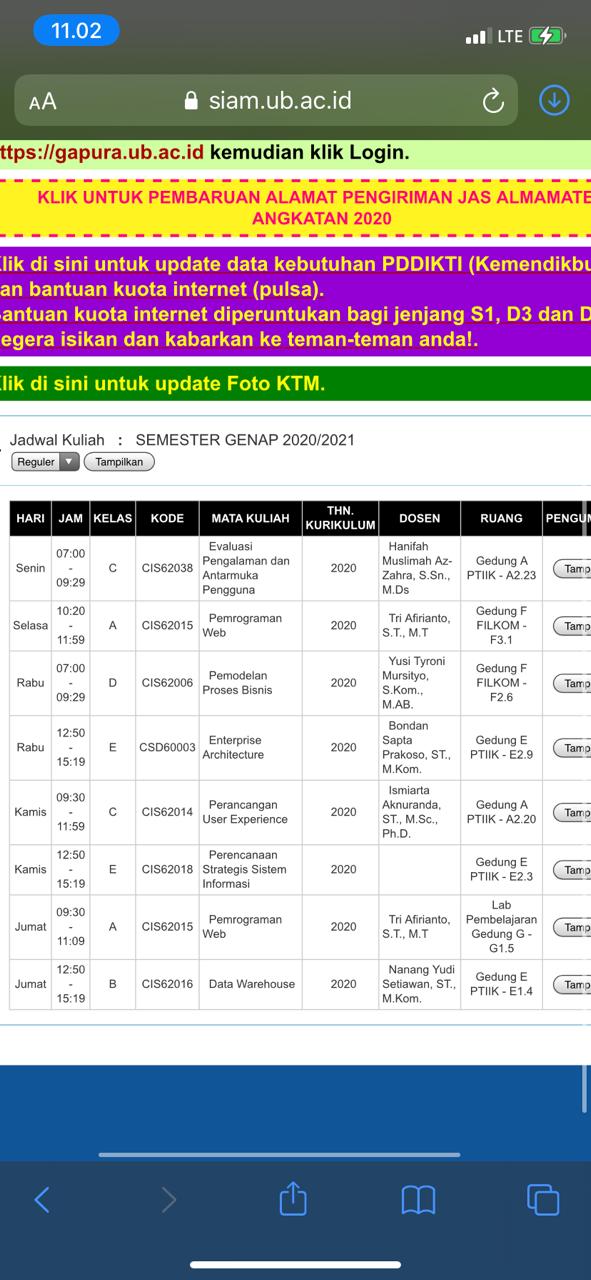 11.02
LTE
AA
siam.ub.ac.id
ttps://gapura.ub.ac.id kemudian klik Login.
KLIK UNTUK PEMBARUAN ALAMAT PENGIRIMAN JAS ALMAMATE
ANGKATAN 2020
lik di sini untuk update data kebutuhan PDDIKTI (Kemendikbu
an bantuan kuota internet (pulsa).
antuan kuota internet diperuntukan bagi jenjang S1, D3 dan D
egera isikan dan kabarkan ke teman-teman anda!.
lik di sini untuk update Foto KTM.
Jadwal Kuliah : SEMESTER GENAP 2020/2021
Reguler Tampilkan
HARI JAM KELAS KODE MATA KULIAH THN. KURIKULUM DOSEN RUANG PENGUM
Senin 07:00 - 09:29 C CIS62038 Evaluasi Pengalaman dan Antarmuka Pengguna 2020 Hanifah Muslimah Az-Zahra, S.Sn., M.Ds Gedung A PTIIK - A2.23 Tamp
Selasa 10:20 - 11:59 A CIS62015 Pemrograman Web 2020 Tri Afirianto, S.T., M.T Gedung F FILKOM - F3.1 Tamp
Rabu 07:00 - 09:29 D CIS62006 Pemodelan Proses Bisnis 2020 Yusi Tyroni Mursityo, S.Kom., M.AB. Gedung F FILKOM - F2.6 Tamp
Rabu 12:50 - 15:19 E CSD60003 Enterprise Architecture 2020 Bondan Sapta Prakoso, ST., M.Kom. Gedung E PTIIK - E2.9 Tamp
Kamis 09:30 - 11:59 C CIS62014 Perancangan User Experience 2020 Ismiarta Aknuranda, ST., M.Sc., Ph.D. Gedung A PTIIK - A2.20 Tamp
Kamis 12:50 - 15:19 E CIS62018 Perencanaan Strategis Sistem Informasi 2020 Gedung E PTIIK - E2.3 Tamp
Jumat 09:30 - 11:09 A CIS62015 Pemrograman Web 2020 Tri Afirianto, S.T., M.T Lab Pembelajaran Gedung G - G1.5 Tamp
Jumat 12:50 - 15:19 B CIS62016 Data Warehouse 2020 Nanang Yudi Setiawan, ST., M.Kom. Gedung E PTIIK - E1.4 Tamp